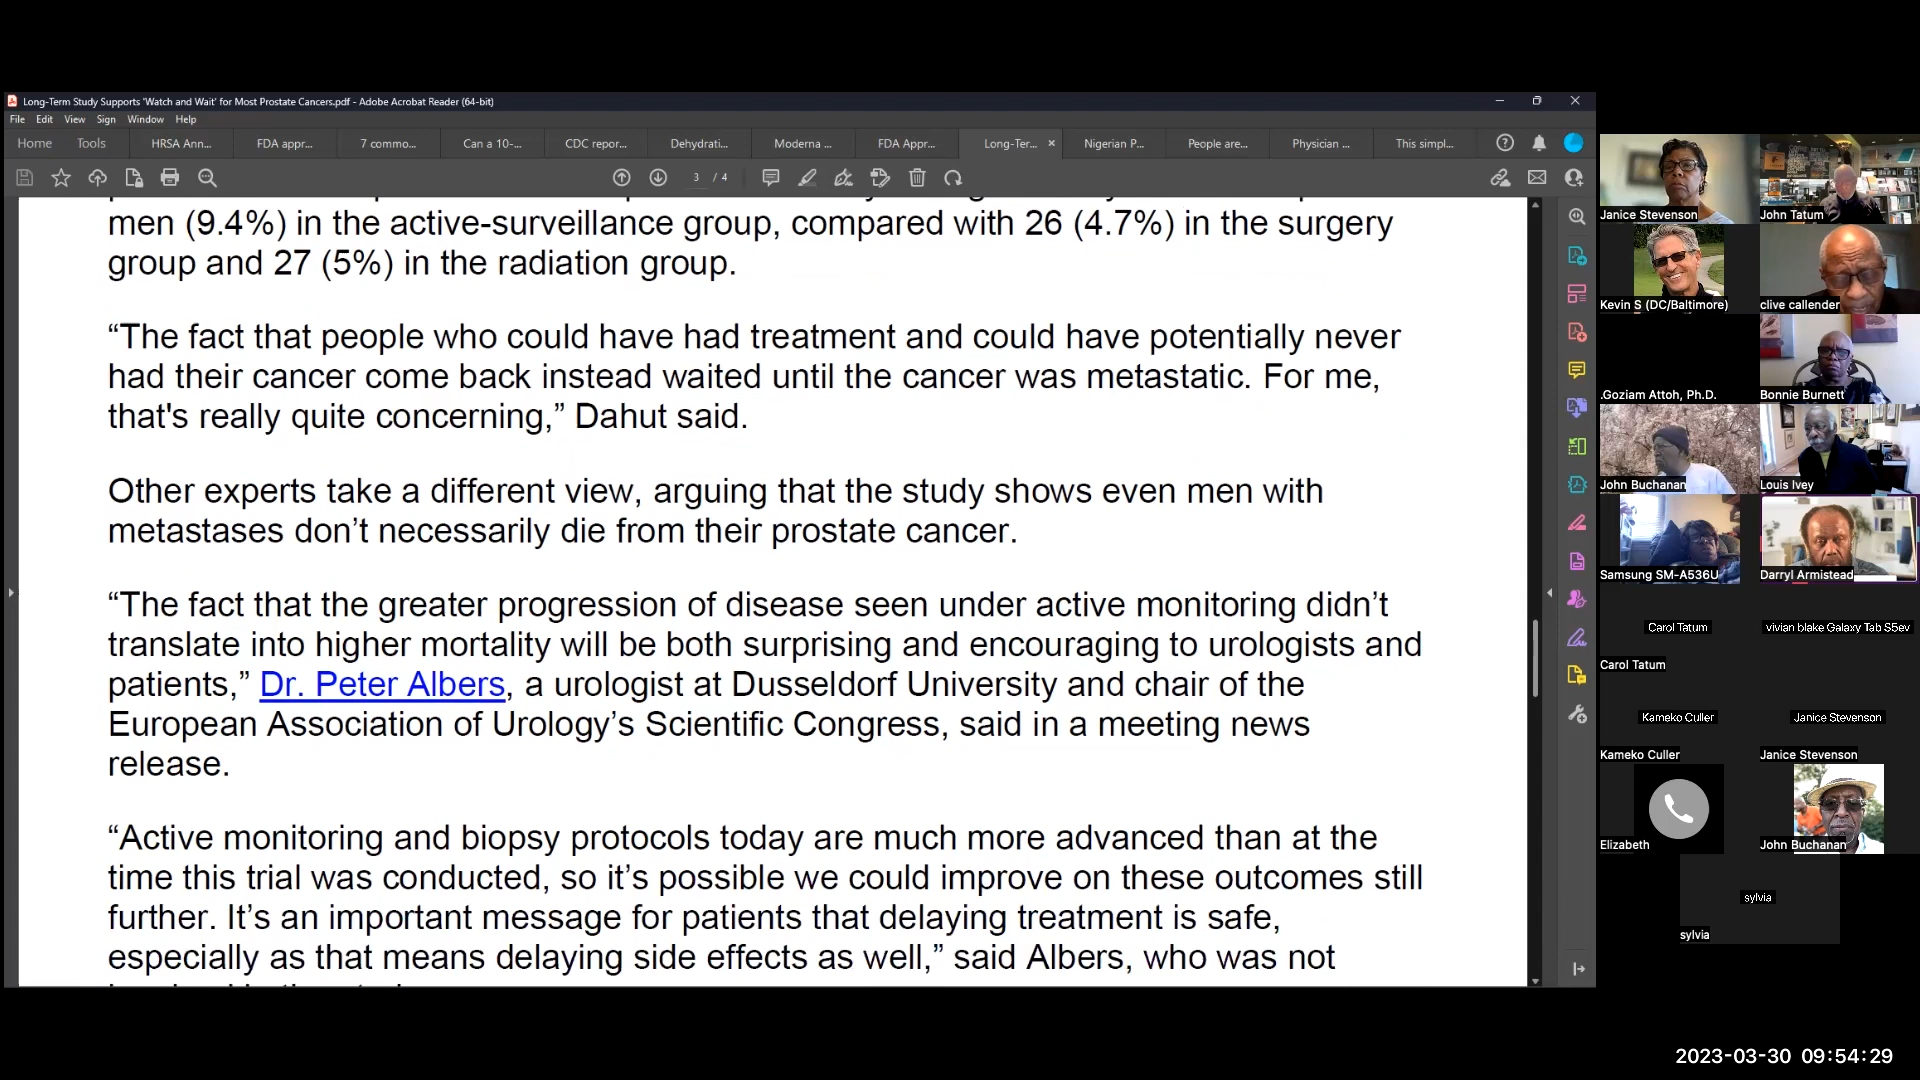 Long-Term Study Supports 'Watch and Wait' for Most Prostate Cancers.pdf - Adobe Acrobat Reader (64-bit)
File Edit View Sign Window Help
Home Tools HRSA Ann... FDA appr... 7 commo... Can a 10-... CDC repor... Dehydrati... Moderna ... FDA Appr... Long-Ter... Nigerian P... People are... Physician ... This simpl...
3 / 4
men (9.4%) in the active-surveillance group, compared with 26 (4.7%) in the surgery
group and 27 (5%) in the radiation group.
“The fact that people who could have had treatment and could have potentially never
had their cancer come back instead waited until the cancer was metastatic. For me,
that's really quite concerning,” Dahut said.
Other experts take a different view, arguing that the study shows even men with
metastases don’t necessarily die from their prostate cancer.
“The fact that the greater progression of disease seen under active monitoring didn’t
translate into higher mortality will be both surprising and encouraging to urologists and
patients,” Dr. Peter Albers, a urologist at Dusseldorf University and chair of the
European Association of Urology’s Scientific Congress, said in a meeting news
release.
“Active monitoring and biopsy protocols today are much more advanced than at the
time this trial was conducted, so it’s possible we could improve on these outcomes still
further. It’s an important message for patients that delaying treatment is safe,
especially as that means delaying side effects as well,” said Albers, who was not
Janice Stevenson
John Tatum
Kevin S (DC/Baltimore)
clive callender
.Goziam Attoh, Ph.D.
Bonnie Burnett
John Buchanan
Louis Ivey
Samsung SM-A536U
Darryl Armistead
Carol Tatum
vivian blake Galaxy Tab S5ev
Carol Tatum
Kameko Culler
Janice Stevenson
Kameko Culler
Janice Stevenson
Elizabeth
John Buchanan
sylvia
sylvia
2023-03-30 09:54:29